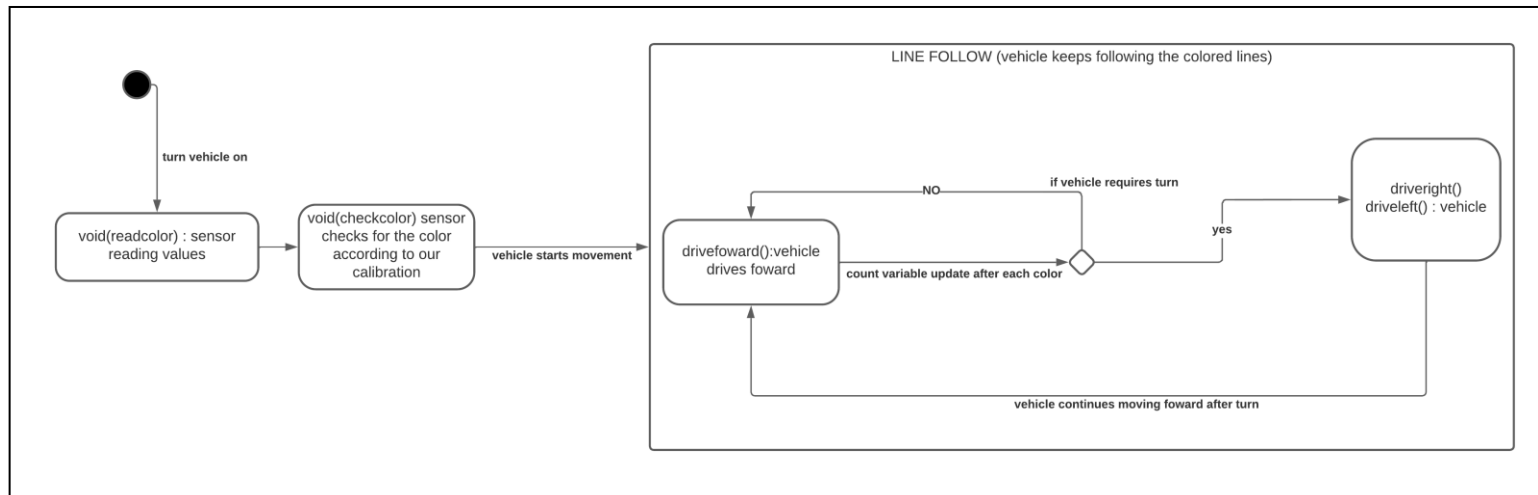 LINE FOLLOW (vehicle keeps following the colored lines)
turn vehicle on
void(readcolor) : sensor
reading values
void(checkcolor) sensor
checks for the color
according to our
calibration
vehicle starts movement
drivefoward():vehicle
drives foward
count variable update after each color
if vehicle requires turn
NO
yes
driveright()
driveleft() : vehicle
vehicle continues moving foward after turn